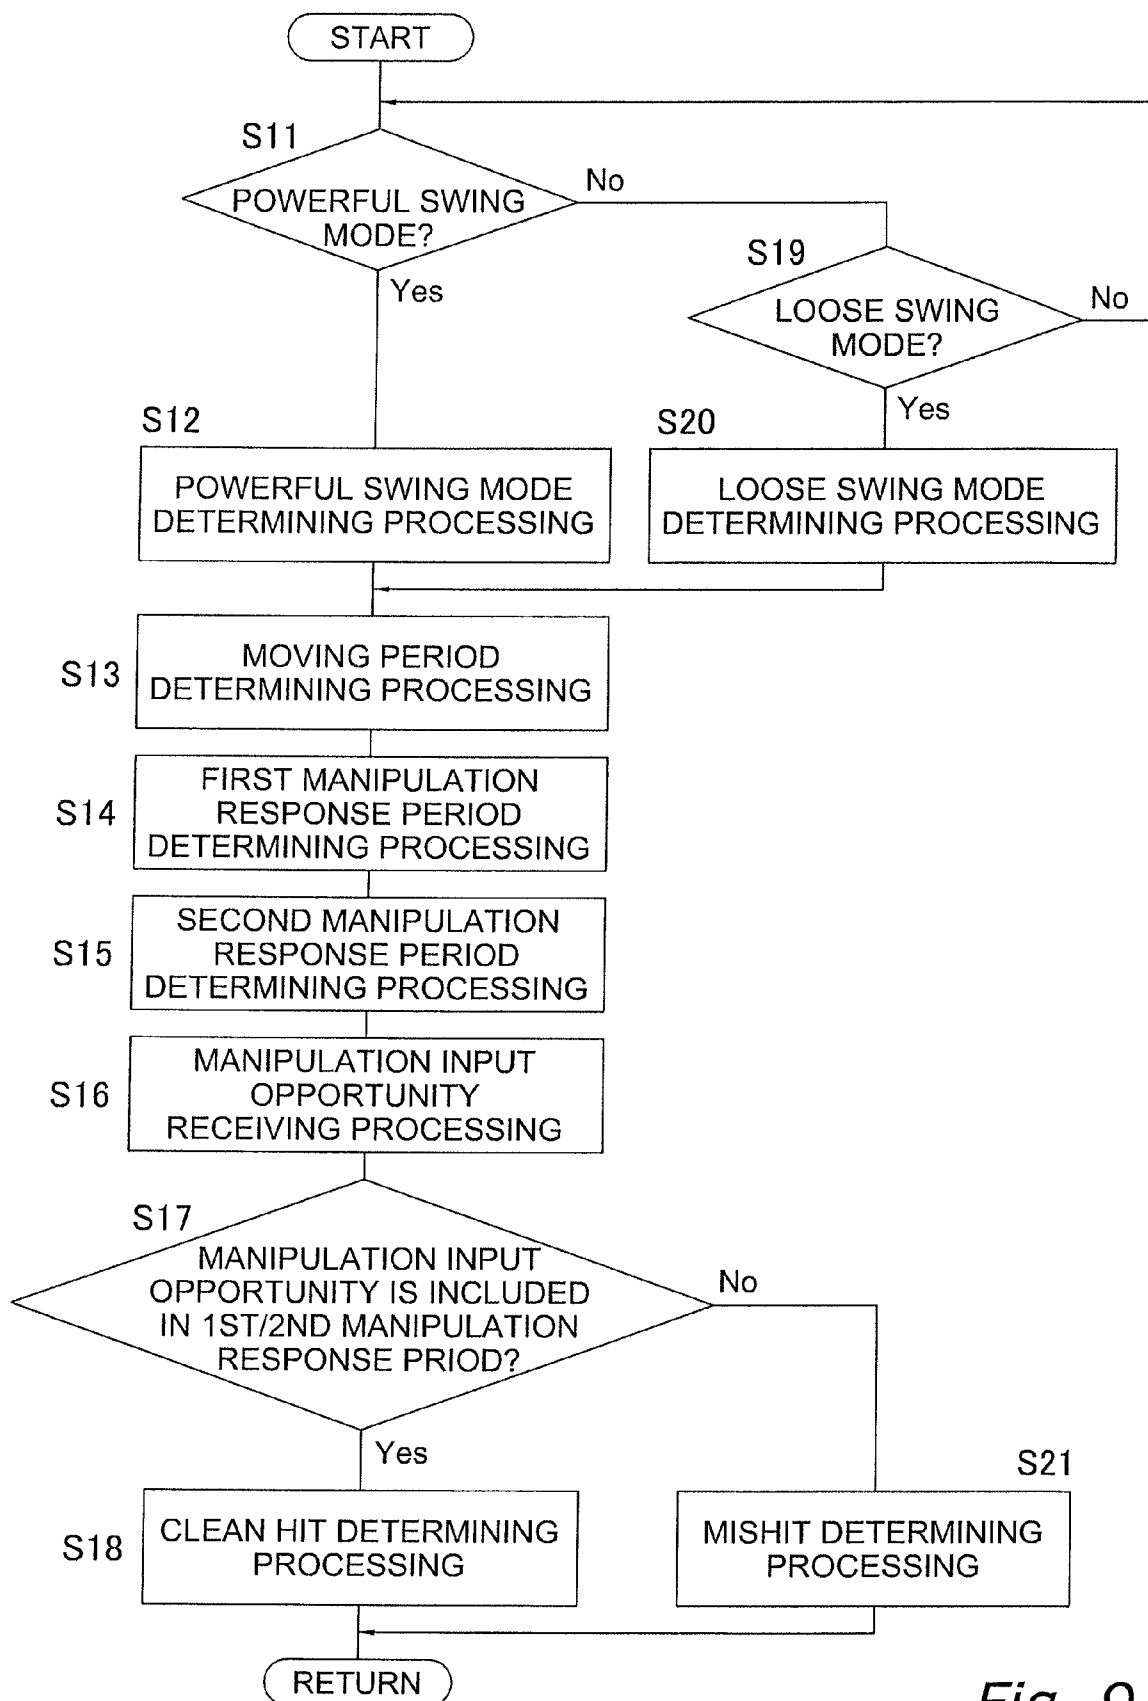 START
S11
POWERFUL SWING
MODE?
No
Yes
S19
LOOSE SWING
MODE?
No
Yes
S12
POWERFUL SWING MODE
DETERMINING PROCESSING
S20
LOOSE SWING MODE
DETERMINING PROCESSING
S13
MOVING PERIOD
DETERMINING PROCESSING
S14
FIRST MANIPULATION
RESPONSE PERIOD
DETERMINING PROCESSING
S15
SECOND MANIPULATION
RESPONSE PERIOD
DETERMINING PROCESSING
S16
MANIPULATION INPUT
OPPORTUNITY
RECEIVING PROCESSING
S17
MANIPULATION INPUT
OPPORTUNITY IS INCLUDED
IN 1ST/2ND MANIPULATION
RESPONSE PRIOD?
No
Yes
S18
CLEAN HIT DETERMINING
PROCESSING
S21
MISHIT DETERMINING
PROCESSING
RETURN
Fig. 9